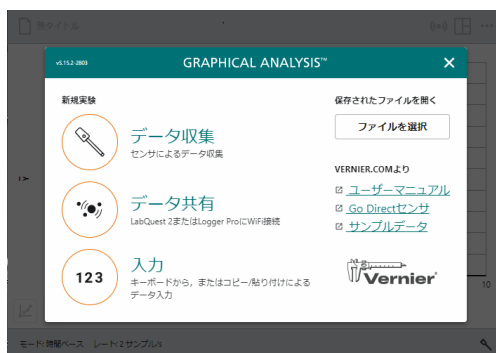 無タイトル
v5.15.2-2803
GRAPHICAL ANALYSIS™
新規実験
データ収集
センサによるデータ収集
データ共有
LabQuest 2またはLogger ProにWiFi接続
123
入力
キーボードから，またはコピー/貼り付けによる
データ入力
保存されたファイルを開く
ファイルを選択
VERNIER.COMより
ユーザーマニュアル
Go Directセンサ
サンプルデータ
Vernier
10
モード:時間ベース レート:2 サンプル/s